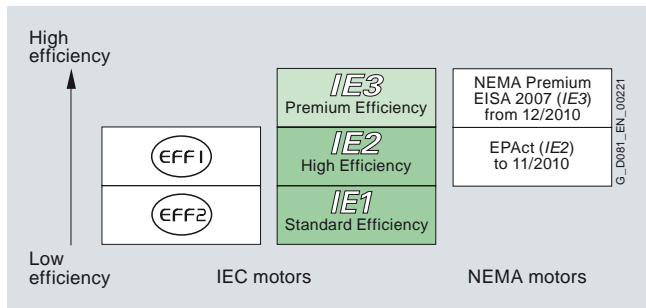 High
efficiency
IE3
Premium Efficiency
NEMA Premium
EISA 2007 (IE3)
from 12/2010
EFF1
IE2
High Efficiency
EPAct (IE2)
to 11/2010
EFF2
IE1
Standard Efficiency
Low
efficiency
IEC motors
NEMA motors
G_D081_EN_00221